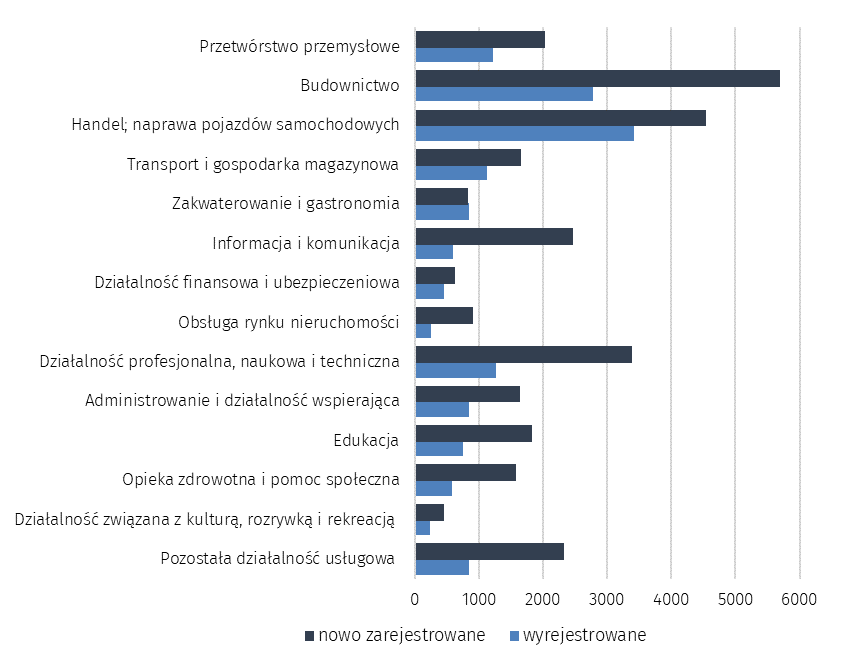 Przetwórstwo przemysłowe
Budownictwo
Handel; naprawa pojazdów samochodowych
Transport i gospodarka magazynowa
Zakwaterowanie i gastronomia
Informacja i komunikacja
Działalność finansowa i ubezpieczeniowa
Obsługa rynku nieruchomości
Działalność profesjonalna, naukowa i techniczna
Administrowanie i działalność wspierająca
Edukacja
Opieka zdrowotna i pomoc społeczna
Działalność związana z kulturą, rozrywką i rekreacją
Pozostała działalność usługowa
0 1000 2000 3000 4000 5000 6000
nowo zarejestrowane wyrejestrowane